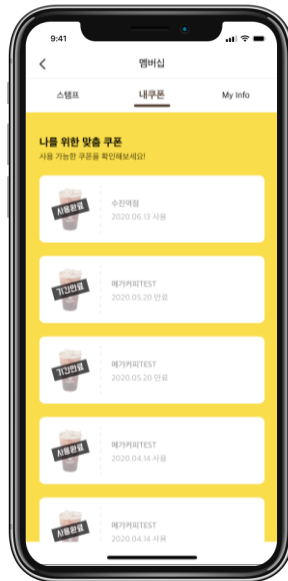 9:41
멤버십
스탬프 내쿠폰 My Info
나를 위한 맞춤 쿠폰
사용 가능한 쿠폰을 확인해보세요!
사용완료
수진역점
2020.06.13 사용
기간만료
메가커피TEST
2020.05.20 만료
기간만료
메가커피TEST
2020.05.20 만료
사용완료
메가커피TEST
2020.04.14 사용
사용완료
메가커피TEST
2020.04.14 사용